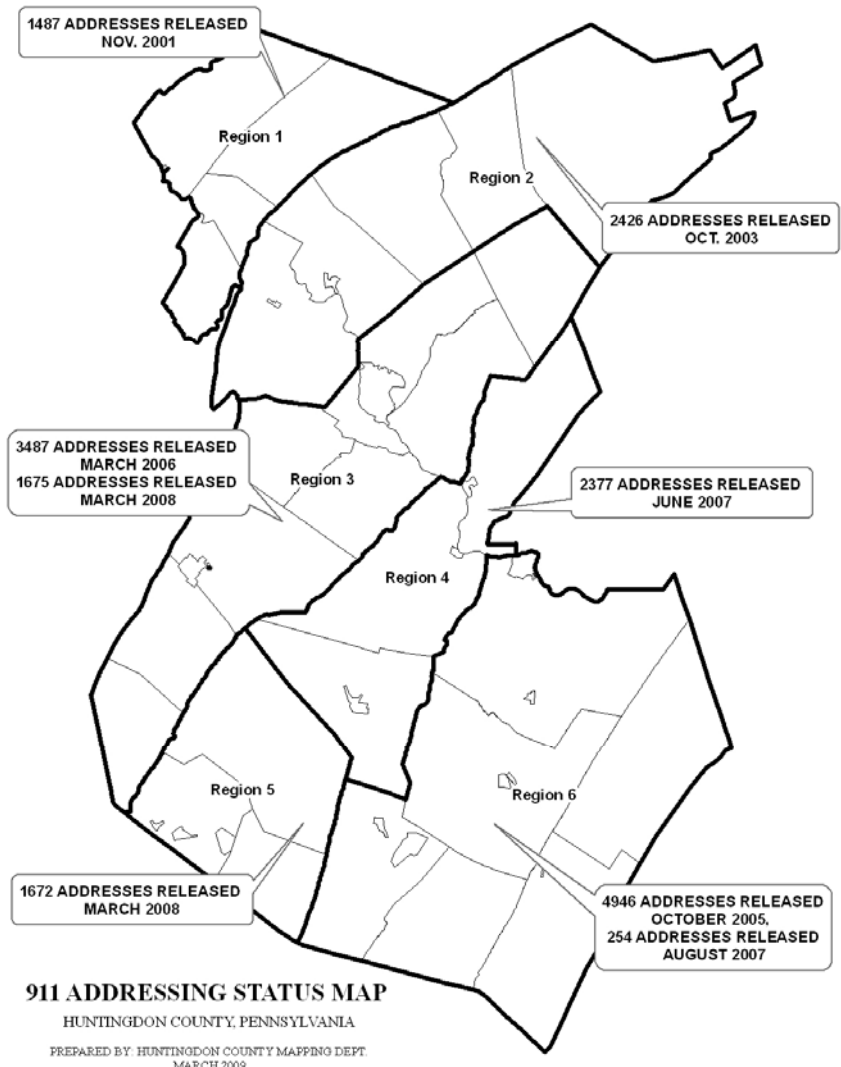 1487 ADDRESSES RELEASED
NOV. 2001
Region 1
Region 2
2426 ADDRESSES RELEASED
OCT. 2003
3487 ADDRESSES RELEASED
MARCH 2006
1675 ADDRESSES RELEASED
MARCH 2008
Region 3
2377 ADDRESSES RELEASED
JUNE 2007
Region 4
Region 5
Region 6
1672 ADDRESSES RELEASED
MARCH 2008
4946 ADDRESSES RELEASED
OCTOBER 2005,
254 ADDRESSES RELEASED
AUGUST 2007
911 ADDRESSING STATUS MAP
HUNTINGDON COUNTY, PENNSYLVANIA
PREPARED BY: HUNTINGDON COUNTY MAPPING DEPT.
MARCH 2009